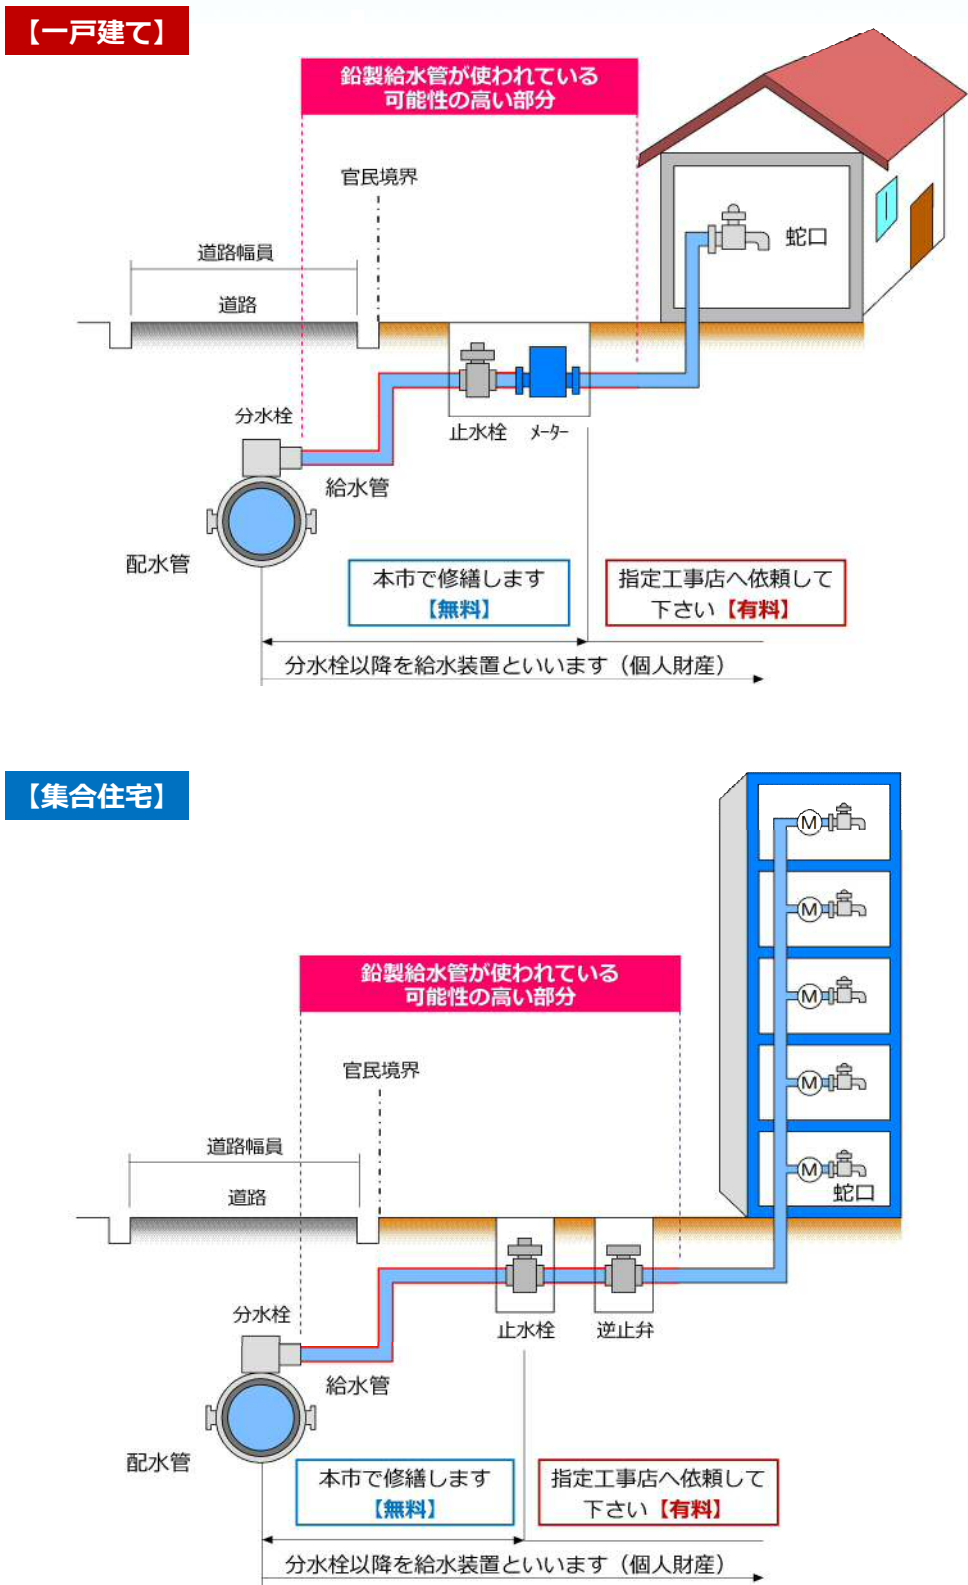 【一戸建て】
鉛製給水管が使われている
可能性の高い部分
官民境界
道路幅員
道路
蛇口
分水栓
止水栓
メーター
給水管
配水管
本市で修繕します
【無料】
指定工事店へ依頼して
下さい【有料】
分水栓以降を給水装置といいます（個人財産）
【集合住宅】
M
M
M
M
M
蛇口
鉛製給水管が使われている
可能性の高い部分
官民境界
道路幅員
道路
分水栓
止水栓
逆止弁
給水管
配水管
本市で修繕します
【無料】
指定工事店へ依頼して
下さい【有料】
分水栓以降を給水装置といいます（個人財産）